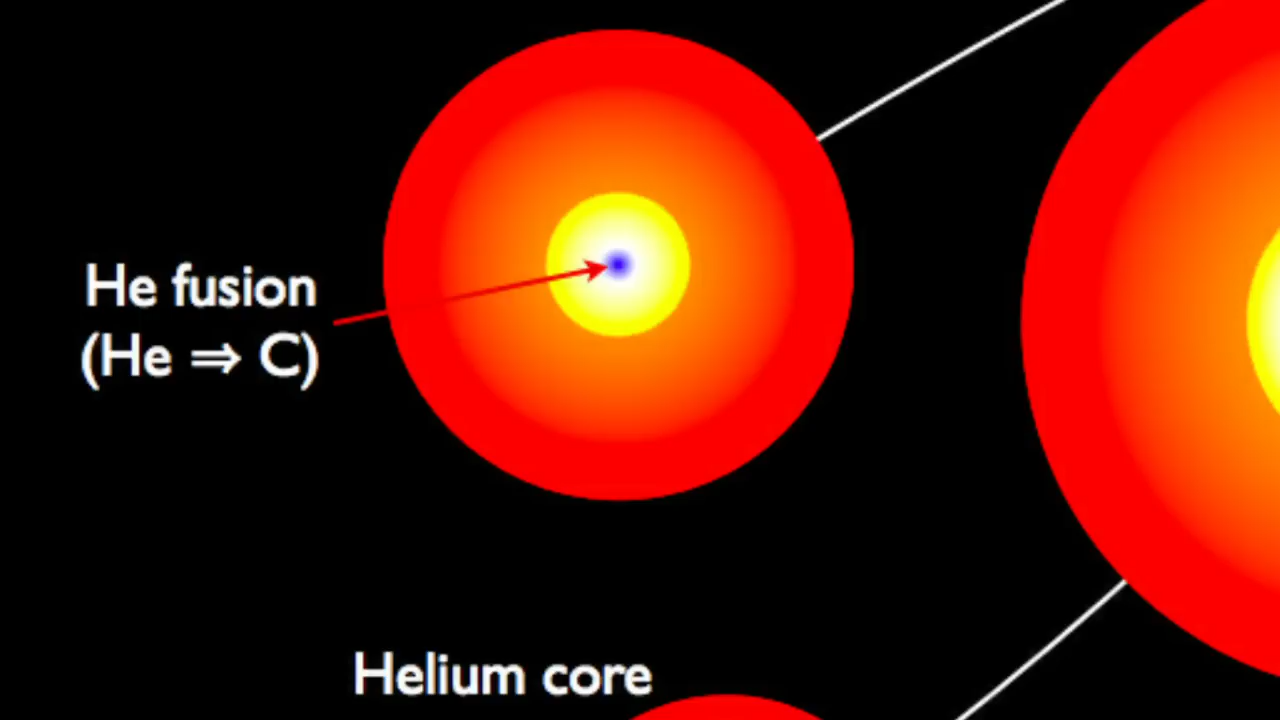 He fusion
(He ⇒ C)
Helium core